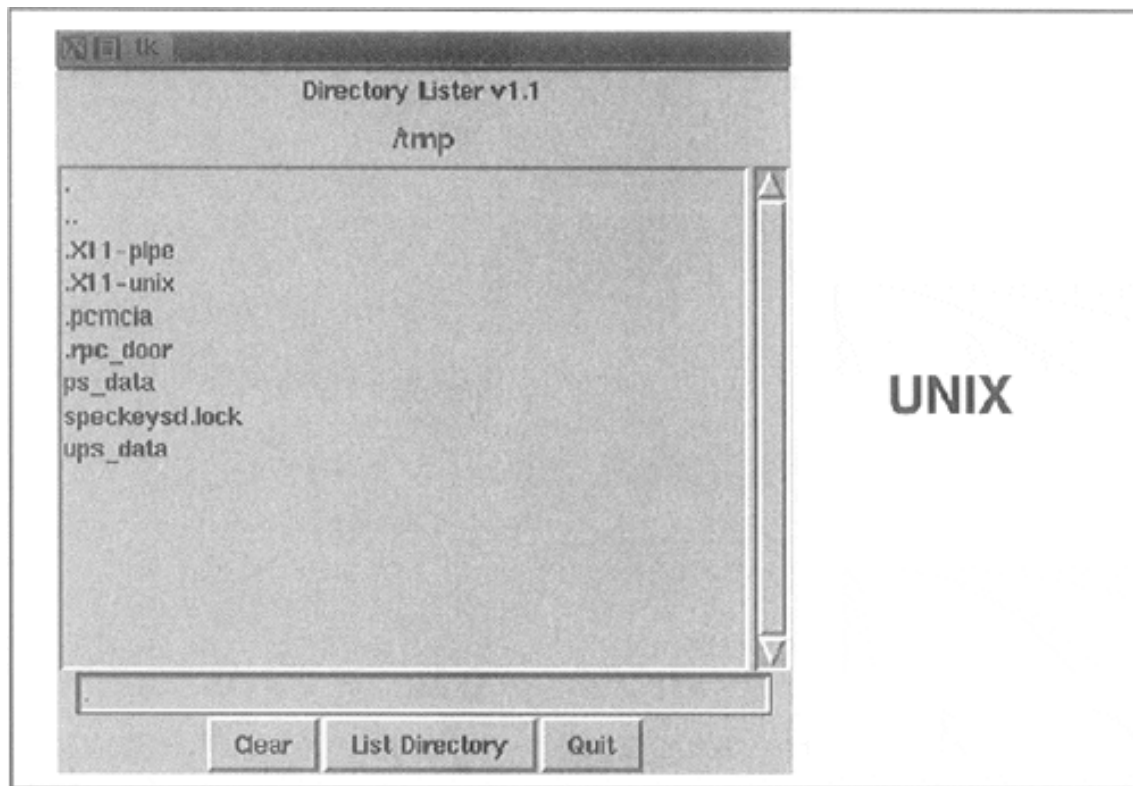 tk
Directory Lister v1.1
/tmp
.
..
.X11-pipe
.X11-unix
.pcmcia
.rpc_door
ps_data
speckeysd.lock
ups_data
UNIX
.
Clear
List Directory
Quit